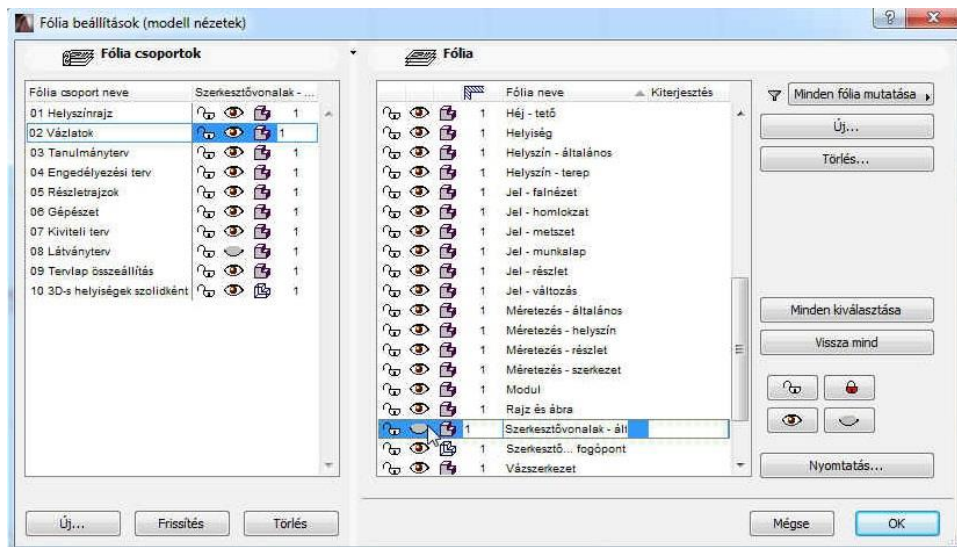 Fólia beállítások (modell nézetek)
Fólia csoportok
Fólia csoport neve Szerkesztővonalak - ...
01 Helyszínrajz 1
02 Vázlatok 1
03 Tanulmányterv 1
04 Engedélyezési terv 1
05 Részletrajzok 1
06 Gépészet 1
07 Kiviteli terv 1
08 Látványterv 1
09 Tervlap összeállítás 1
10 3D-s helyiségek szolidként 1
Új... Frissítés Törlés
Fólia
Fólia neve Kiterjesztés
1 Héj - tető
1 Helyiség
1 Helyszín - általános
1 Helyszín - terep
1 Jel - falnézet
1 Jel - homlokzat
1 Jel - metszet
1 Jel - munkalap
1 Jel - részlet
1 Jel - változás
1 Méretezés - általános
1 Méretezés - helyszín
1 Méretezés - részlet
1 Méretezés - szerkezet
1 Modul
1 Rajz és ábra
1 Szerkesztővonalak - ált
1 Szerkesztő... fogópont
1 Vázszerkezet
Minden fólia mutatása
Új...
Törlés...
Minden kiválasztása
Vissza mind
Nyomtatás...
Mégse OK